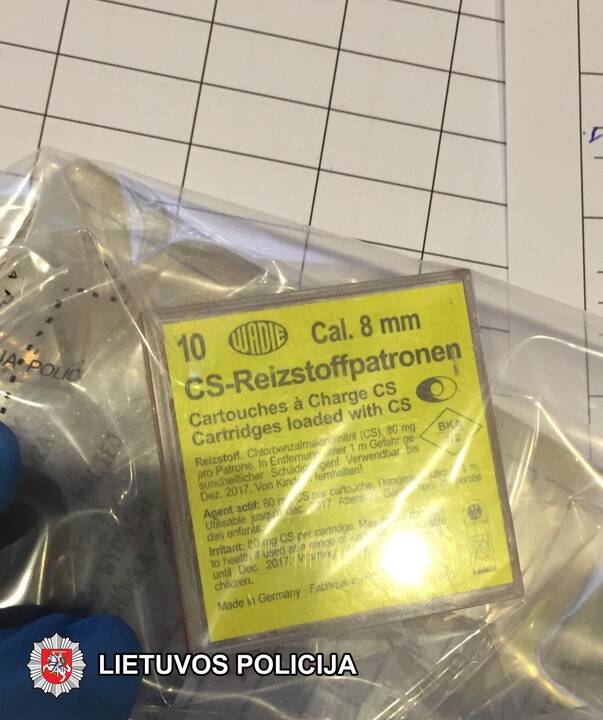 10 WADIE Cal. 8 mm
CS-Reizstoffpatronen
Cartouches à Charge CS
Cartridges loaded with CS
BKA
Reizstoff: Chlorbenzalmalondinitril (CS), 80 mg
pro Patrone. In Entfernung unter 1 m Gefahr ge-
sundheitlicher Schädigungen! Verwendbar bis
Dez. 2017. Von Kindern fernhalten!
Agent actif: 80 mg CS par cartouche.
Utilisable jusqu'
des enfants.
Irritant: 80 mg CS per cartridge. May
to health if used at a range of
until Dec. 2017.
children.
Made in Germany · Fabriqué
POLIC
LIETUVOS POLICIJA